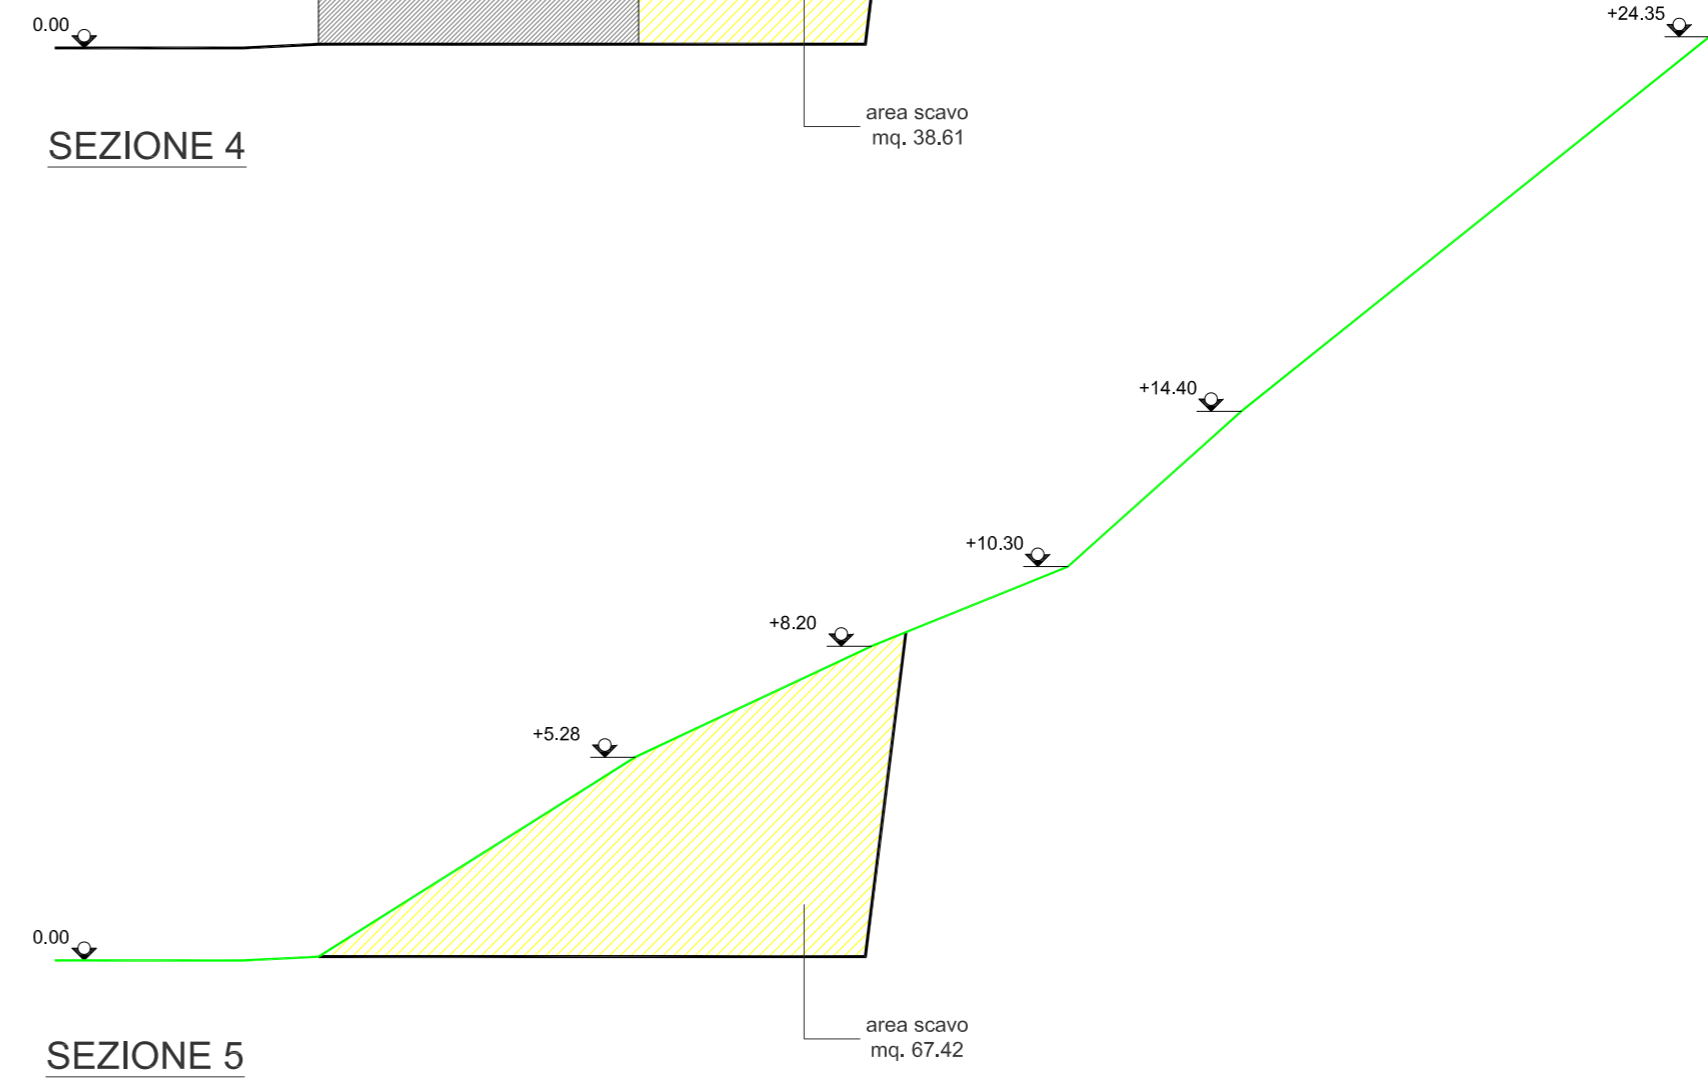 0.00
+24.35
area scavo
mq. 38.61
SEZIONE 4
+14.40
+10.30
+8.20
+5.28
0.00
area scavo
mq. 67.42
SEZIONE 5